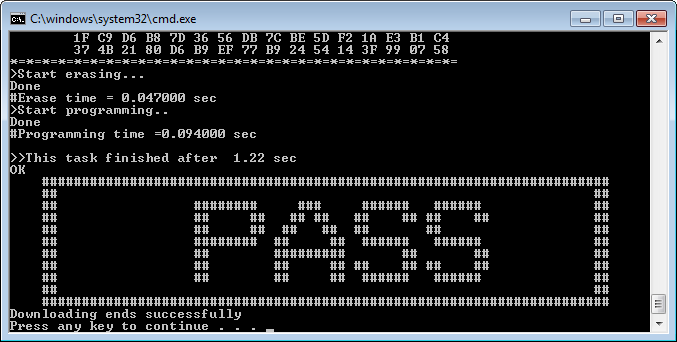 C:\windows\system32\cmd.exe
1F C9 D6 B8 7D 36 56 DB 7C BE 5D F2 1A E3 B1 C4
37 4B 21 80 D6 B9 EF 77 B9 24 54 14 3F 99 07 58
*=*=*=*=*=*=*=*=*=*=*=*=*=*=*=*=*=*=*=*=*=*=*=*=*=*=*=*=
>Start erasing...
Done
#Erase time = 0.047000 sec
>Start programming..
Done
#Programming time =0.094000 sec
>>This task finished after  1.22 sec
OK
PASS
Downloading ends successfully
Press any key to continue . . . _